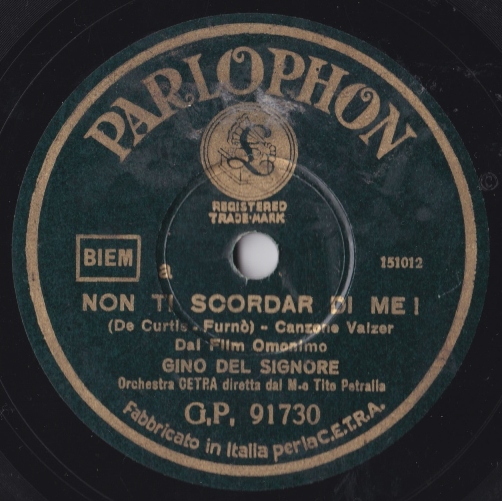 PARLOPHON
£
REGISTERED
TRADE-MARK
BIEM
a
151012
NON TI SCORDAR DI ME!
(De Curtis - Furnò) - Canzone Valzer
Dal Film Omonimo
GINO DEL SIGNORE
Orchestra CETRA diretta dal M-o Tito Petralia
G.P. 91730
Fabbricato in Italia per la C.E.T.R.A.